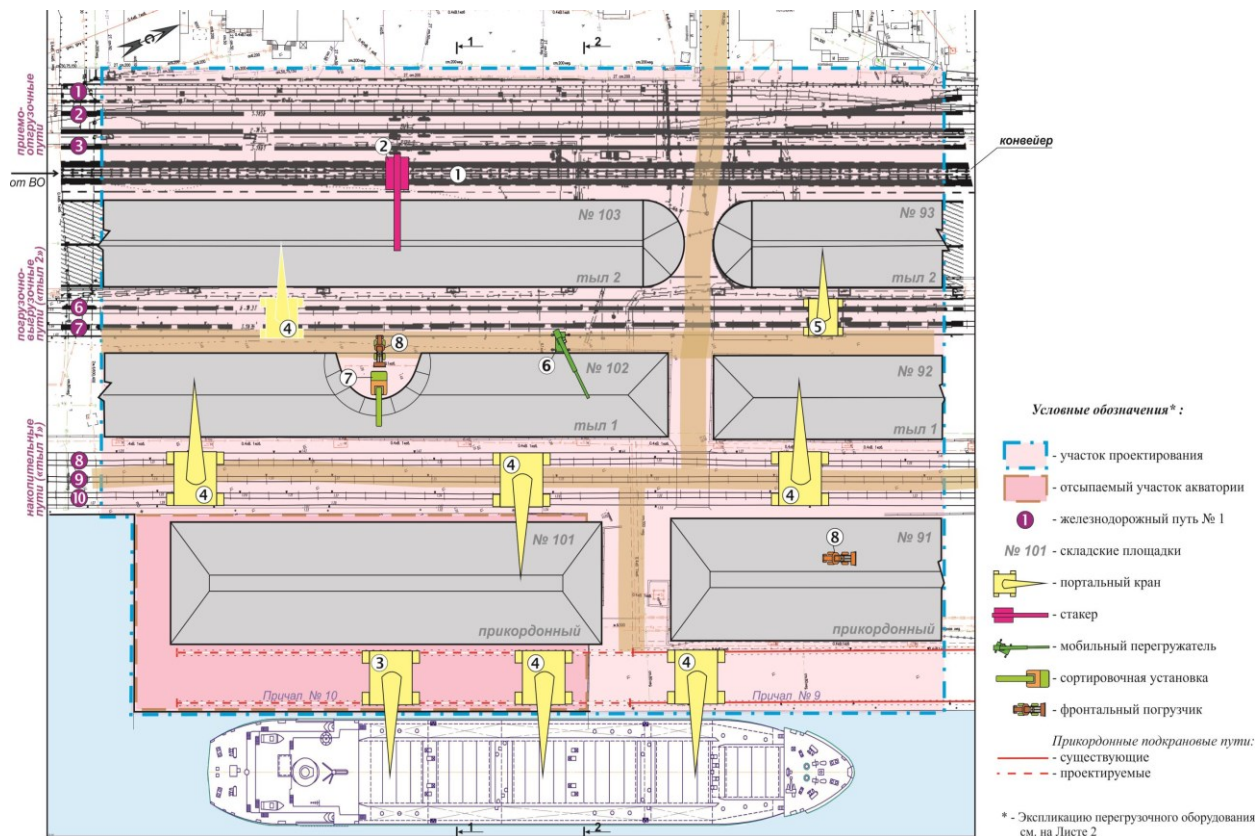 1
2
1
приемо-
отгрузочные
пути
2
3
2
1
конвейер
от ВО
№ 103
№ 93
тыл 2
тыл 2
погрузочно-
выгрузочные
пути («тыл 2»)
6
7
4
5
8
6
7
№ 102
№ 92
тыл 1
тыл 1
накопительные
пути («тыл 1»)
8
9
10
4
4
4
№ 101
№ 91
8
прикордонный
прикордонный
3
4
4
Причал № 10
Причал № 9
1
2
Условные обозначения* :
- участок проектирования
- отсыпаемый участок акватории
1 - железнодорожный путь № 1
№ 101 - складские площадки
- портальный кран
- стакер
- мобильный перегружатель
- сортировочная установка
- фронтальный погрузчик
Прикордонные подкрановые пути:
- существующие
- проектируемые
* - Экспликацию перегрузочного оборудования
см. на Листе 2